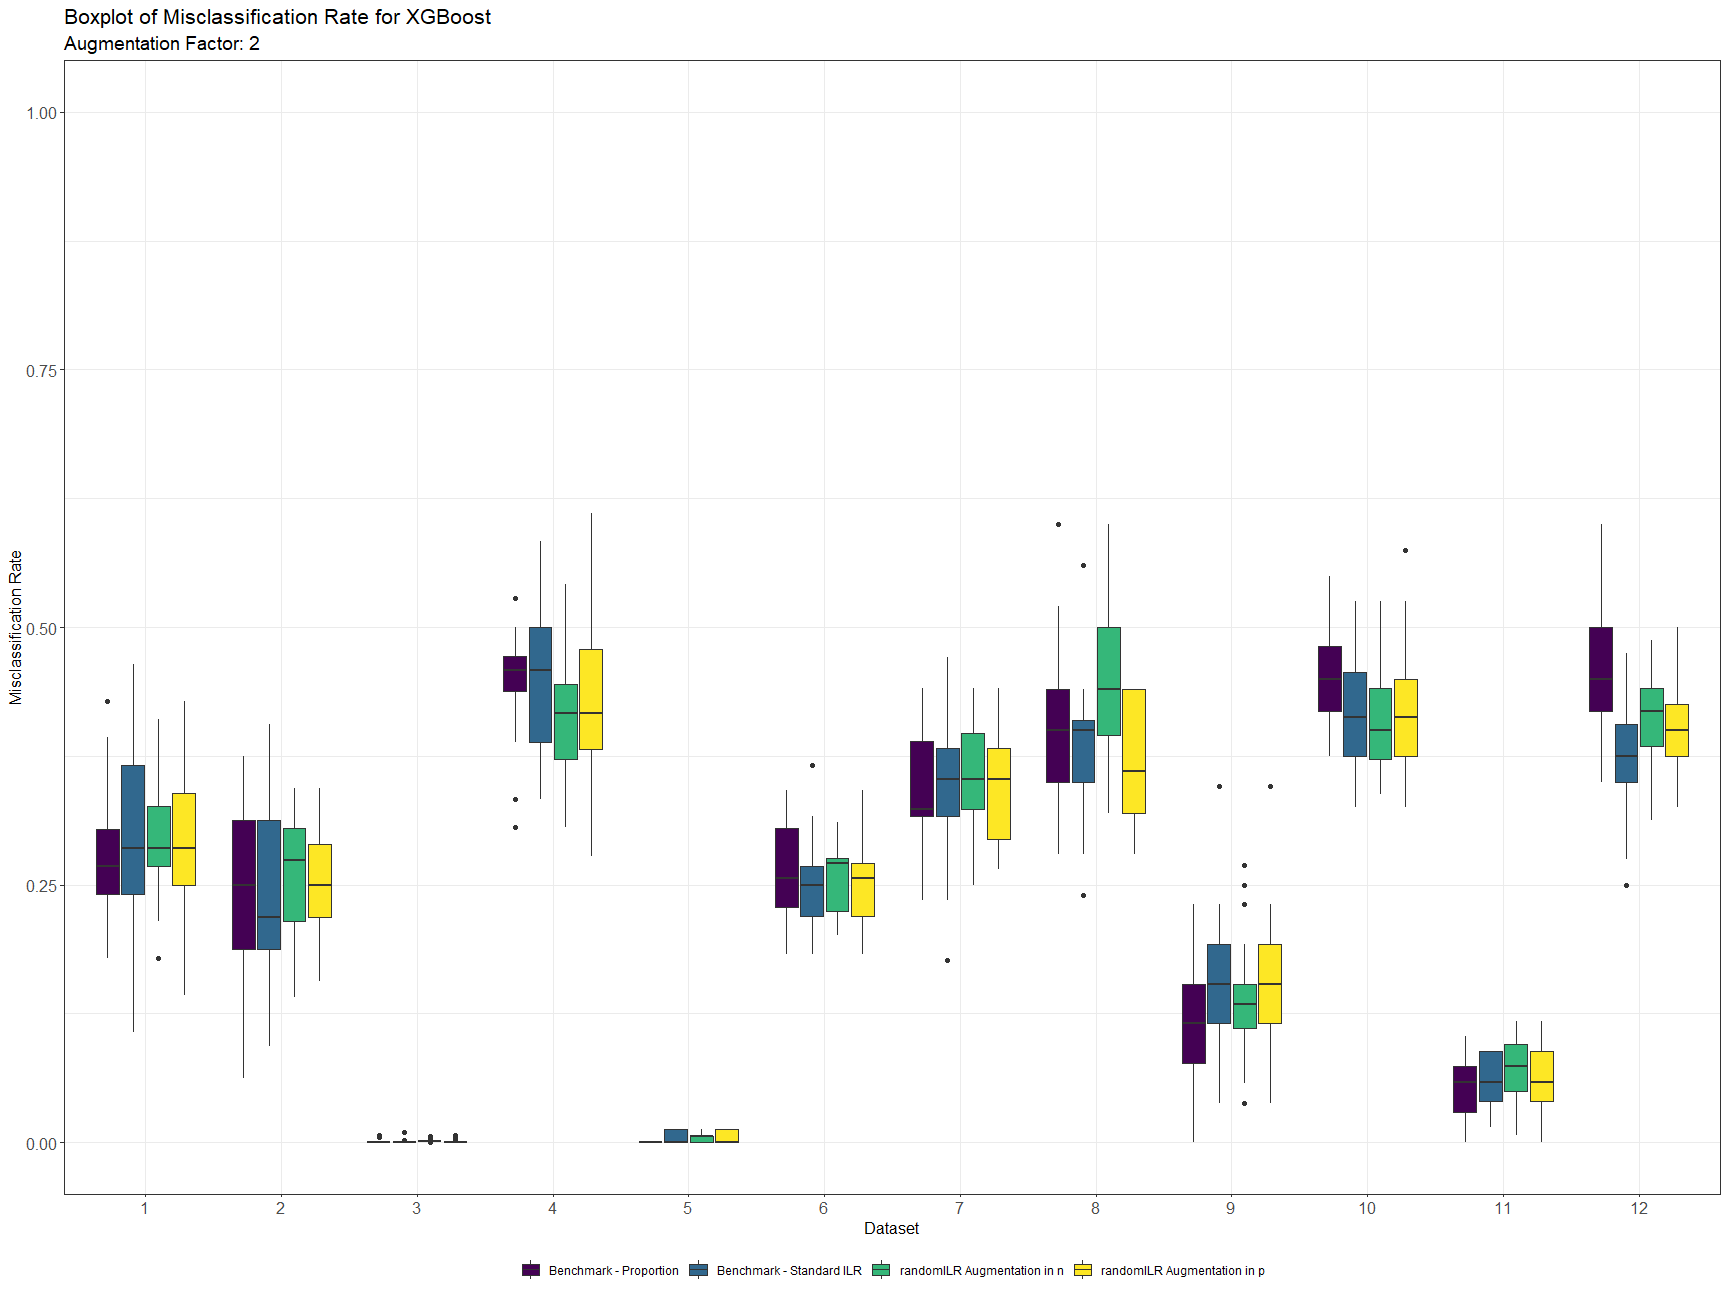 Boxplot of Misclassification Rate for XGBoost
Augmentation Factor: 2
1.00
0.75
0.50
0.25
0.00
Misclassification Rate
1 2 3 4 5 6 7 8 9 10 11 12
Dataset
Benchmark - Proportion Benchmark - Standard ILR randomILR Augmentation in n randomILR Augmentation in p